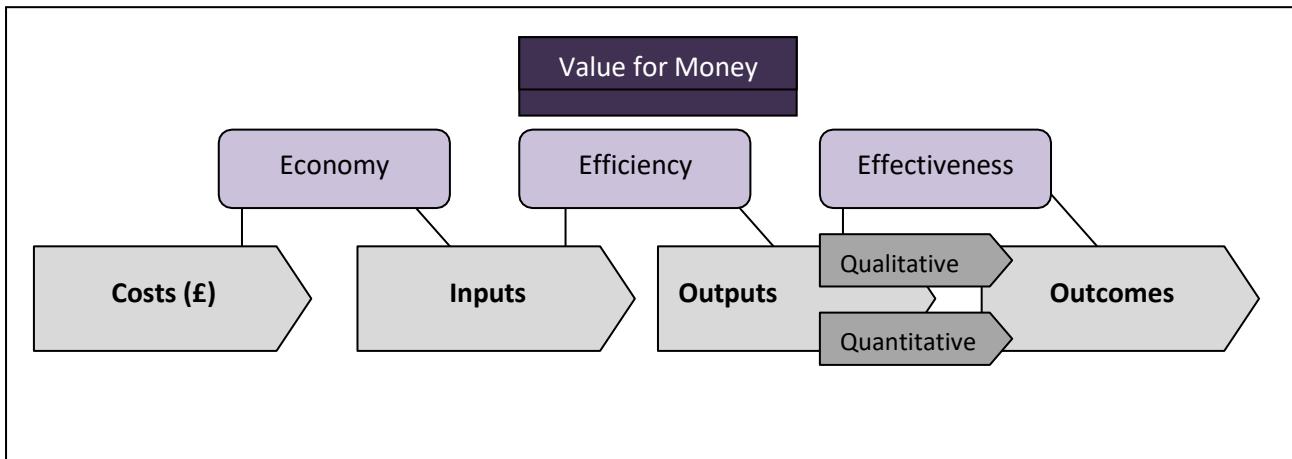 Value for Money
Economy
Efficiency
Effectiveness
Costs (£)
Inputs
Outputs
Qualitative
Quantitative
Outcomes